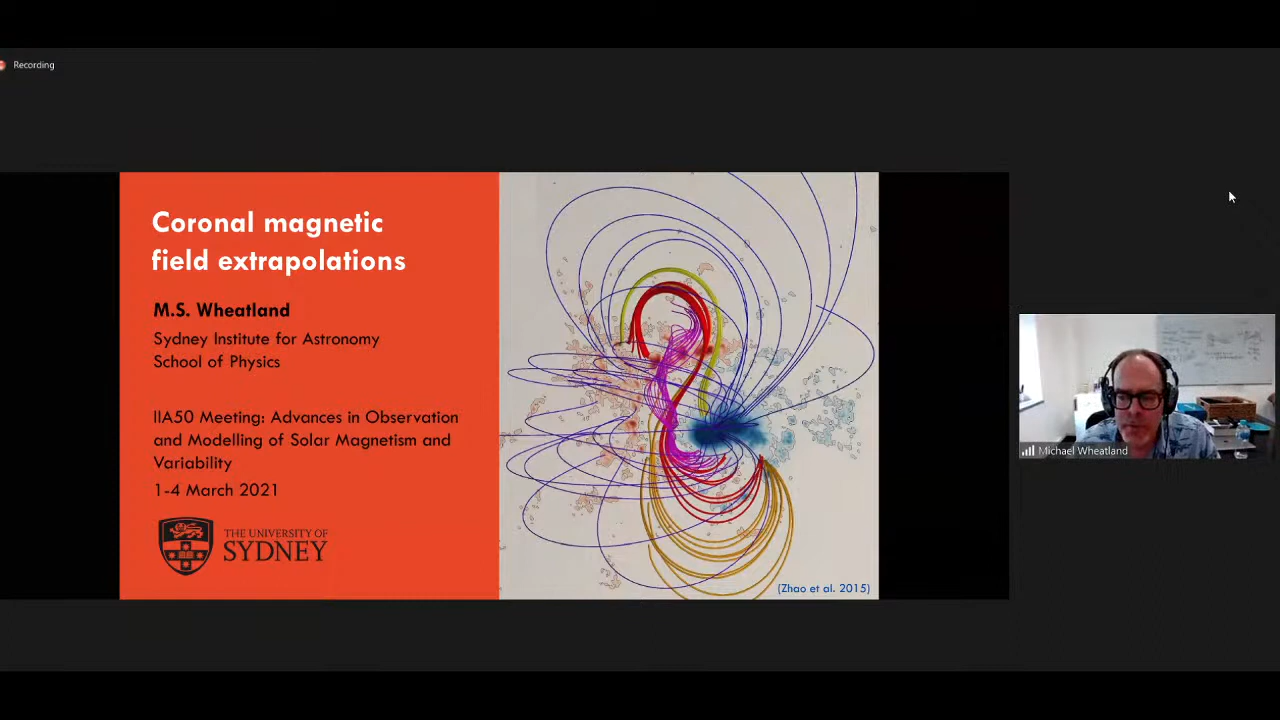 Recording
Coronal magnetic
field extrapolations
M.S. Wheatland
Sydney Institute for Astronomy
School of Physics
IIA50 Meeting: Advances in Observation
and Modelling of Solar Magnetism and
Variability
1-4 March 2021
THE UNIVERSITY OF
SYDNEY
(Zhao et al. 2015)
Michael Wheatland